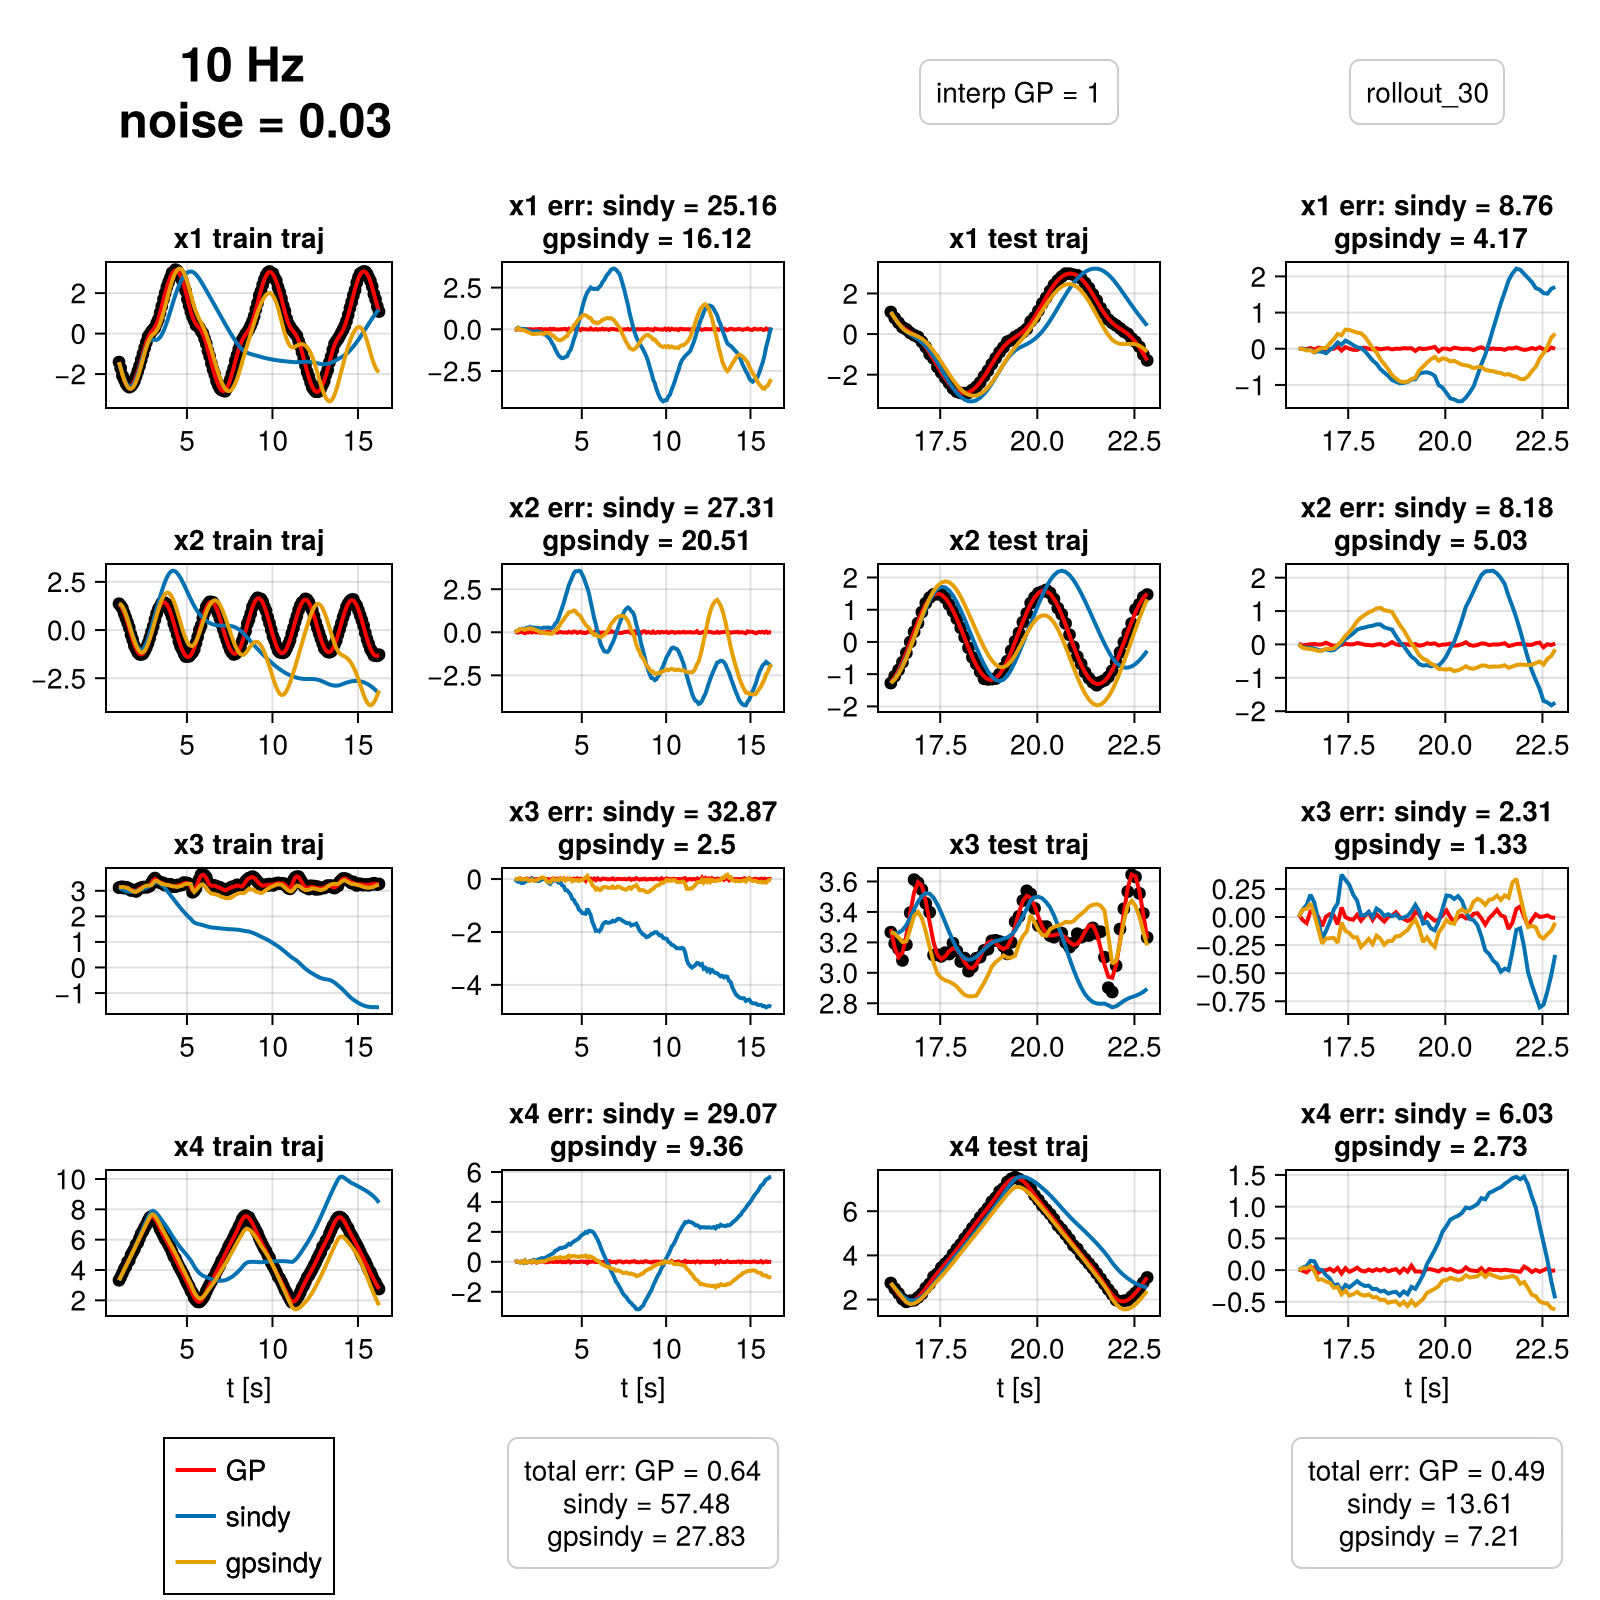 10 Hz
noise = 0.03
interp GP = 1
rollout_30
x1 train traj
2
0
−2
5
10
15
x1 err: sindy = 25.16
gpsindy = 16.12
2.5
0.0
−2.5
5
10
15
x1 test traj
2
0
−2
17.5
20.0
22.5
x1 err: sindy = 8.76
gpsindy = 4.17
2
1
0
−1
17.5
20.0
22.5
x2 train traj
2.5
0.0
−2.5
5
10
15
x2 err: sindy = 27.31
gpsindy = 20.51
2.5
0.0
−2.5
5
10
15
x2 test traj
2
1
0
−1
−2
17.5
20.0
22.5
x2 err: sindy = 8.18
gpsindy = 5.03
2
1
0
−1
−2
17.5
20.0
22.5
x3 train traj
3
2
1
0
−1
5
10
15
x3 err: sindy = 32.87
gpsindy = 2.5
0
−2
−4
5
10
15
x3 test traj
3.6
3.4
3.2
3.0
2.8
17.5
20.0
22.5
x3 err: sindy = 2.31
gpsindy = 1.33
0.25
0.00
−0.25
−0.50
−0.75
17.5
20.0
22.5
x4 train traj
10
8
6
4
2
5
10
15
t [s]
x4 err: sindy = 29.07
gpsindy = 9.36
6
4
2
0
−2
5
10
15
t [s]
x4 test traj
6
4
2
17.5
20.0
22.5
t [s]
x4 err: sindy = 6.03
gpsindy = 2.73
1.5
1.0
0.5
0.0
−0.5
17.5
20.0
22.5
t [s]
GP
sindy
gpsindy
total err: GP = 0.64
sindy = 57.48
gpsindy = 27.83
total err: GP = 0.49
sindy = 13.61
gpsindy = 7.21